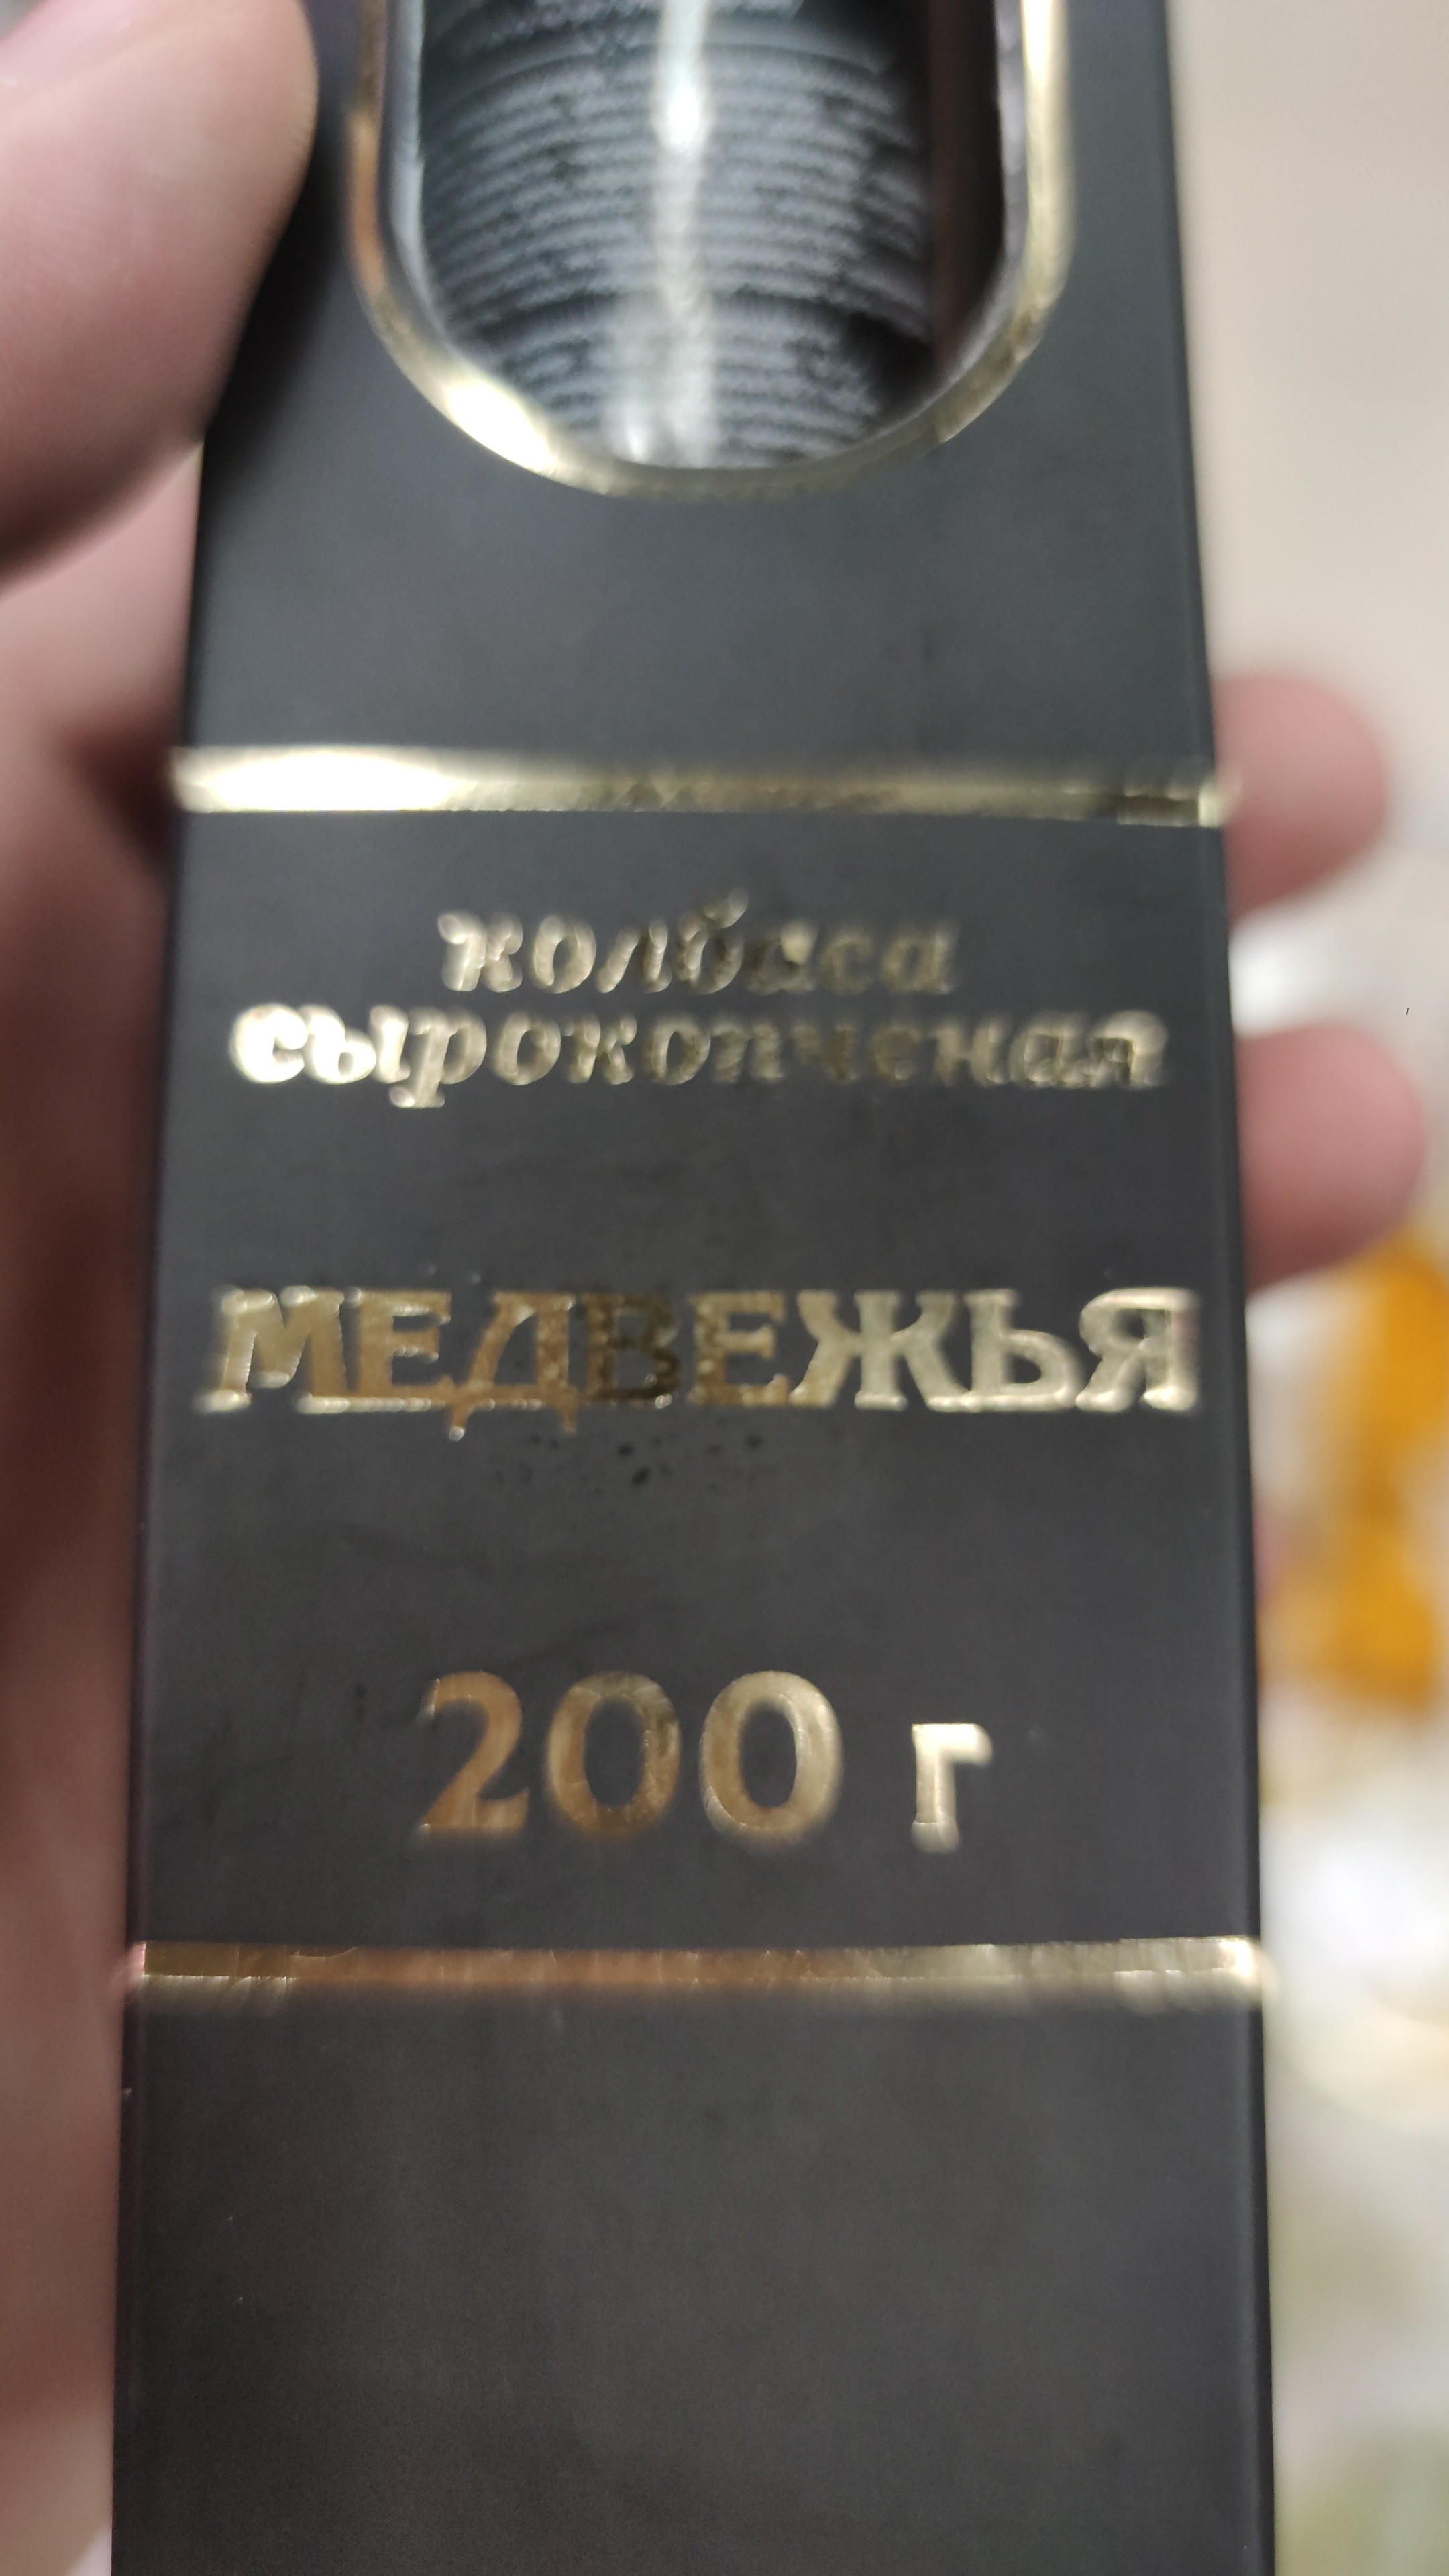 колбаса
сырокопченая
МЕДВЕЖЬЯ
200 г